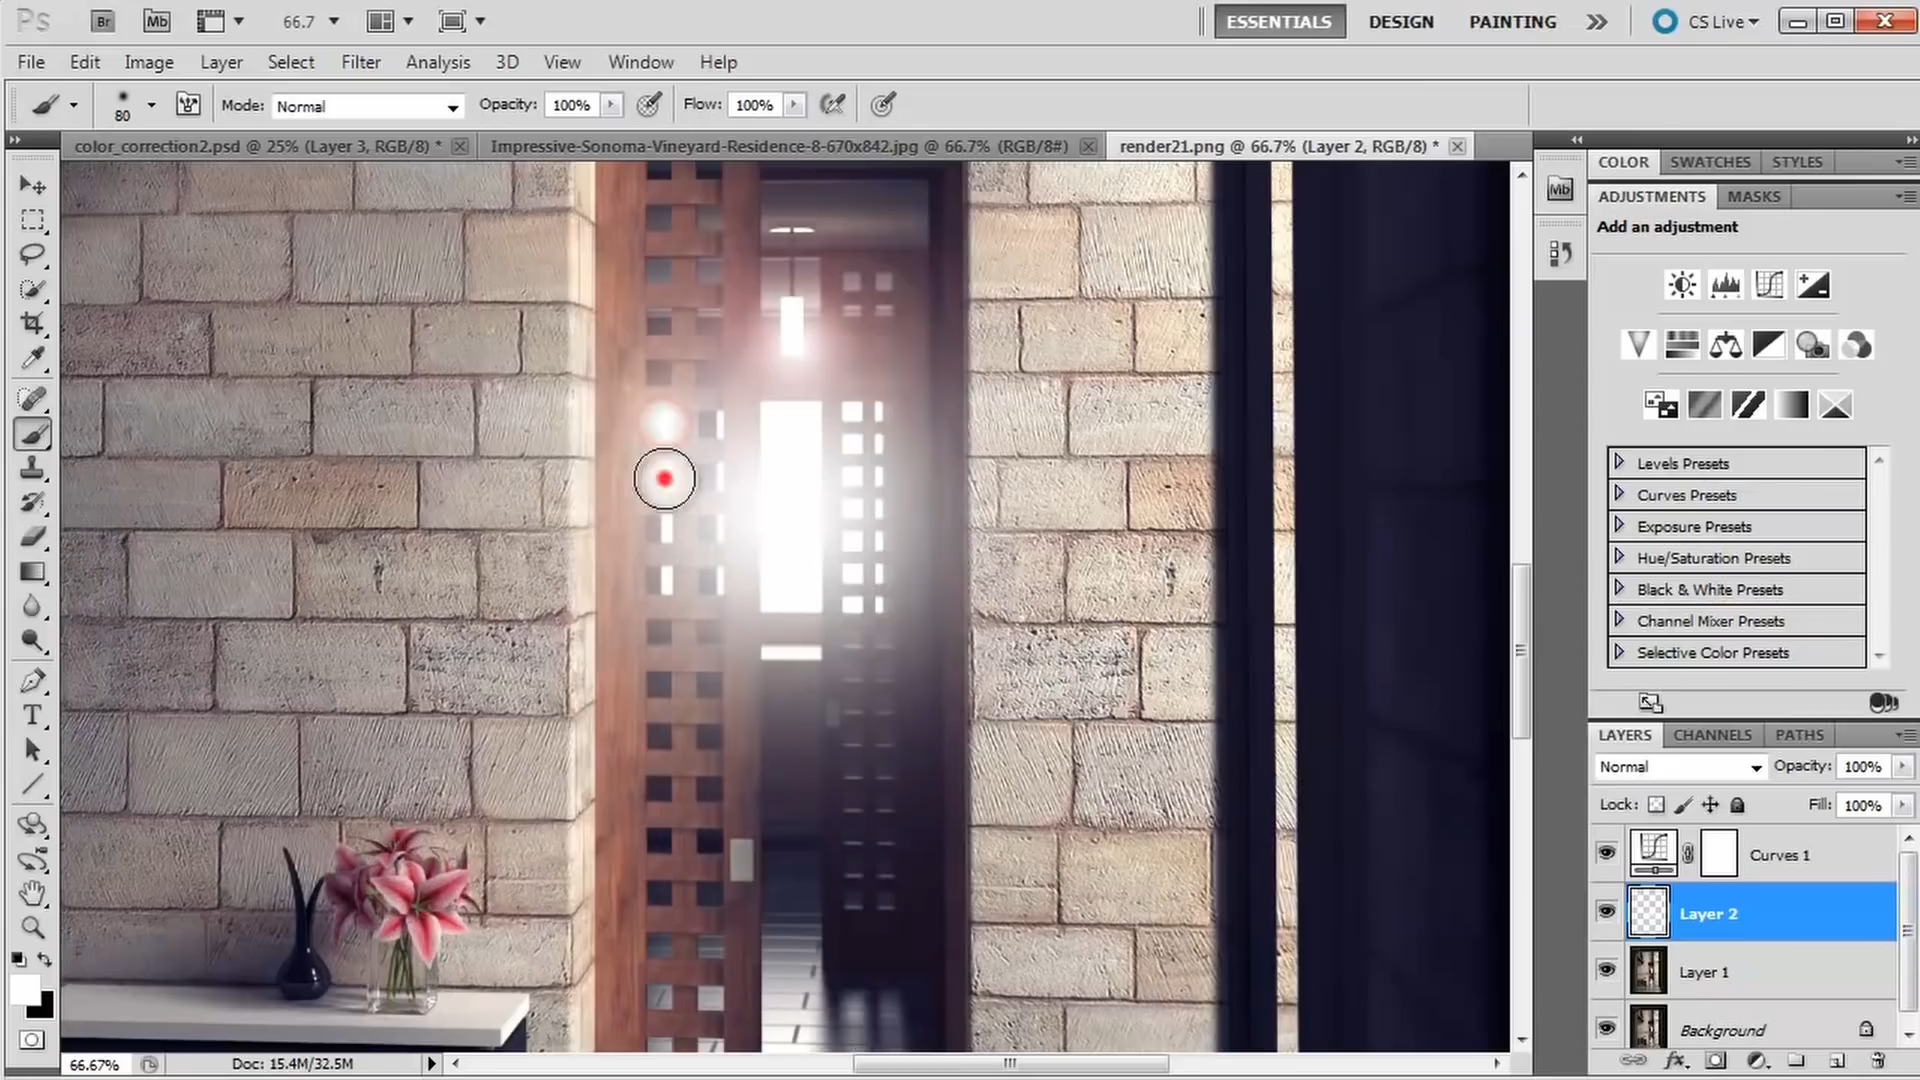 Ps Br Mb 66.7 ESSENTIALS DESIGN PAINTING CS Live
File Edit Image Layer Select Filter Analysis 3D View Window Help
80 Mode: Normal Opacity: 100% Flow: 100%
color_correction2.psd @ 25% (Layer 3, RGB/8) * Impressive-Sonoma-Vineyard-Residence-8-670x842.jpg @ 66.7% (RGB/8#) render21.png @ 66.7% (Layer 2, RGB/8) *
COLOR SWATCHES STYLES
Mb
ADJUSTMENTS MASKS
Add an adjustment
Levels Presets
Curves Presets
Exposure Presets
Hue/Saturation Presets
Black & White Presets
Channel Mixer Presets
Selective Color Presets
LAYERS CHANNELS PATHS
Normal Opacity: 100%
Lock: Fill: 100%
Curves 1
Layer 2
Layer 1
Background
66.67% Doc: 15.4M/32.5M